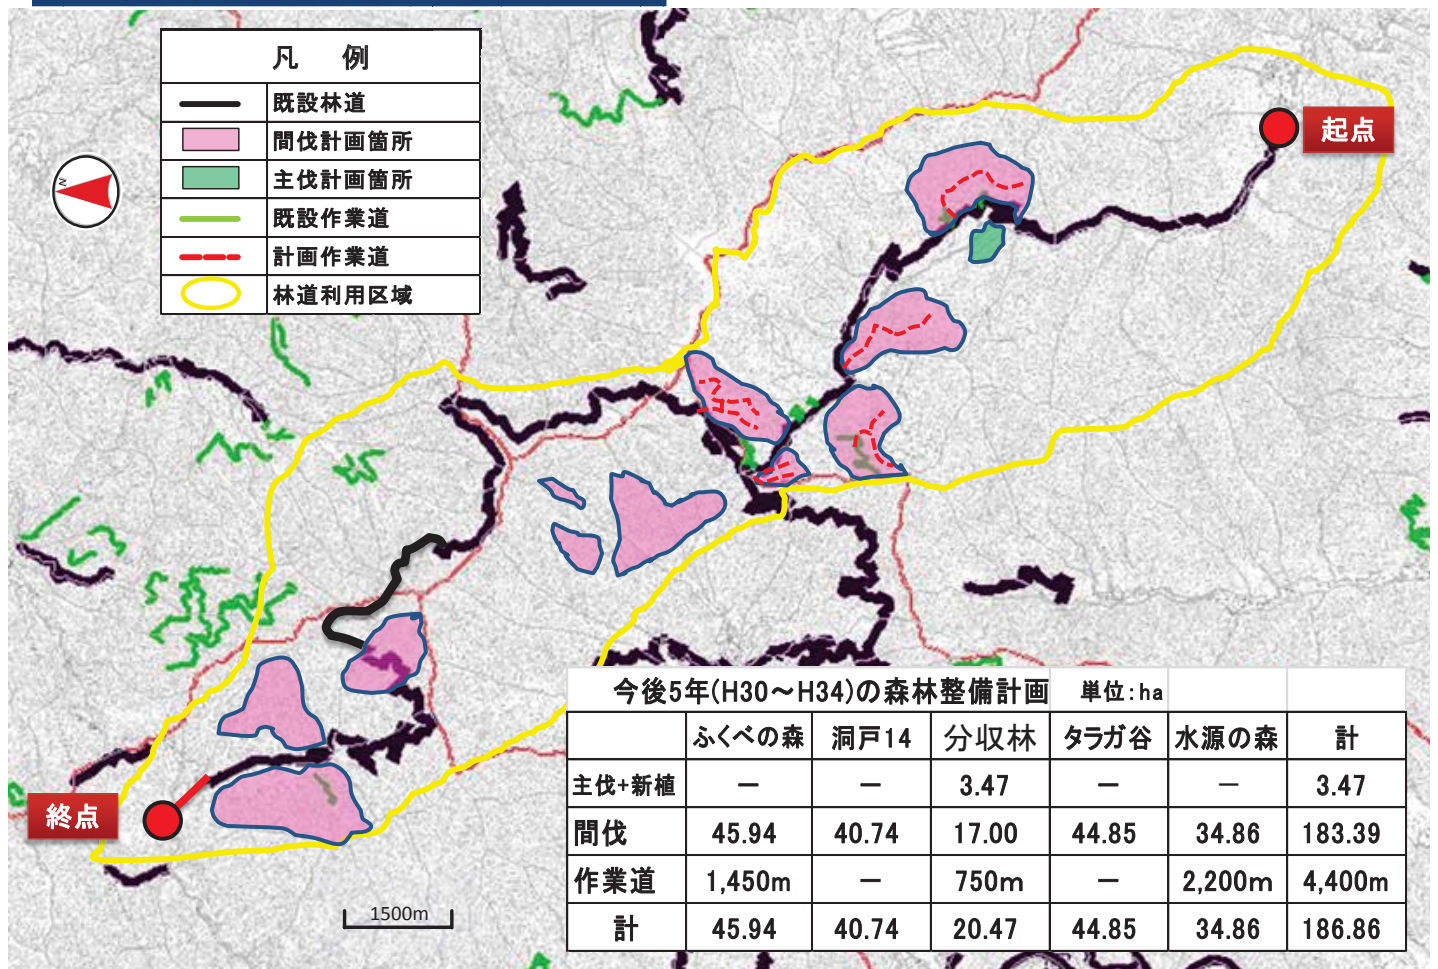 凡 例
既設林道
間伐計画箇所
主伐計画箇所
既設作業道
計画作業道
林道利用区域
N
起点
終点
1500m
今後5年(H30～H34)の森林整備計画 単位:ha
ふくべの森 洞戸14 分収林 タラガ谷 水源の森 計
主伐+新植 － － 3.47 － － 3.47
間伐 45.94 40.74 17.00 44.85 34.86 183.39
作業道 1,450m － 750m － 2,200m 4,400m
計 45.94 40.74 20.47 44.85 34.86 186.86